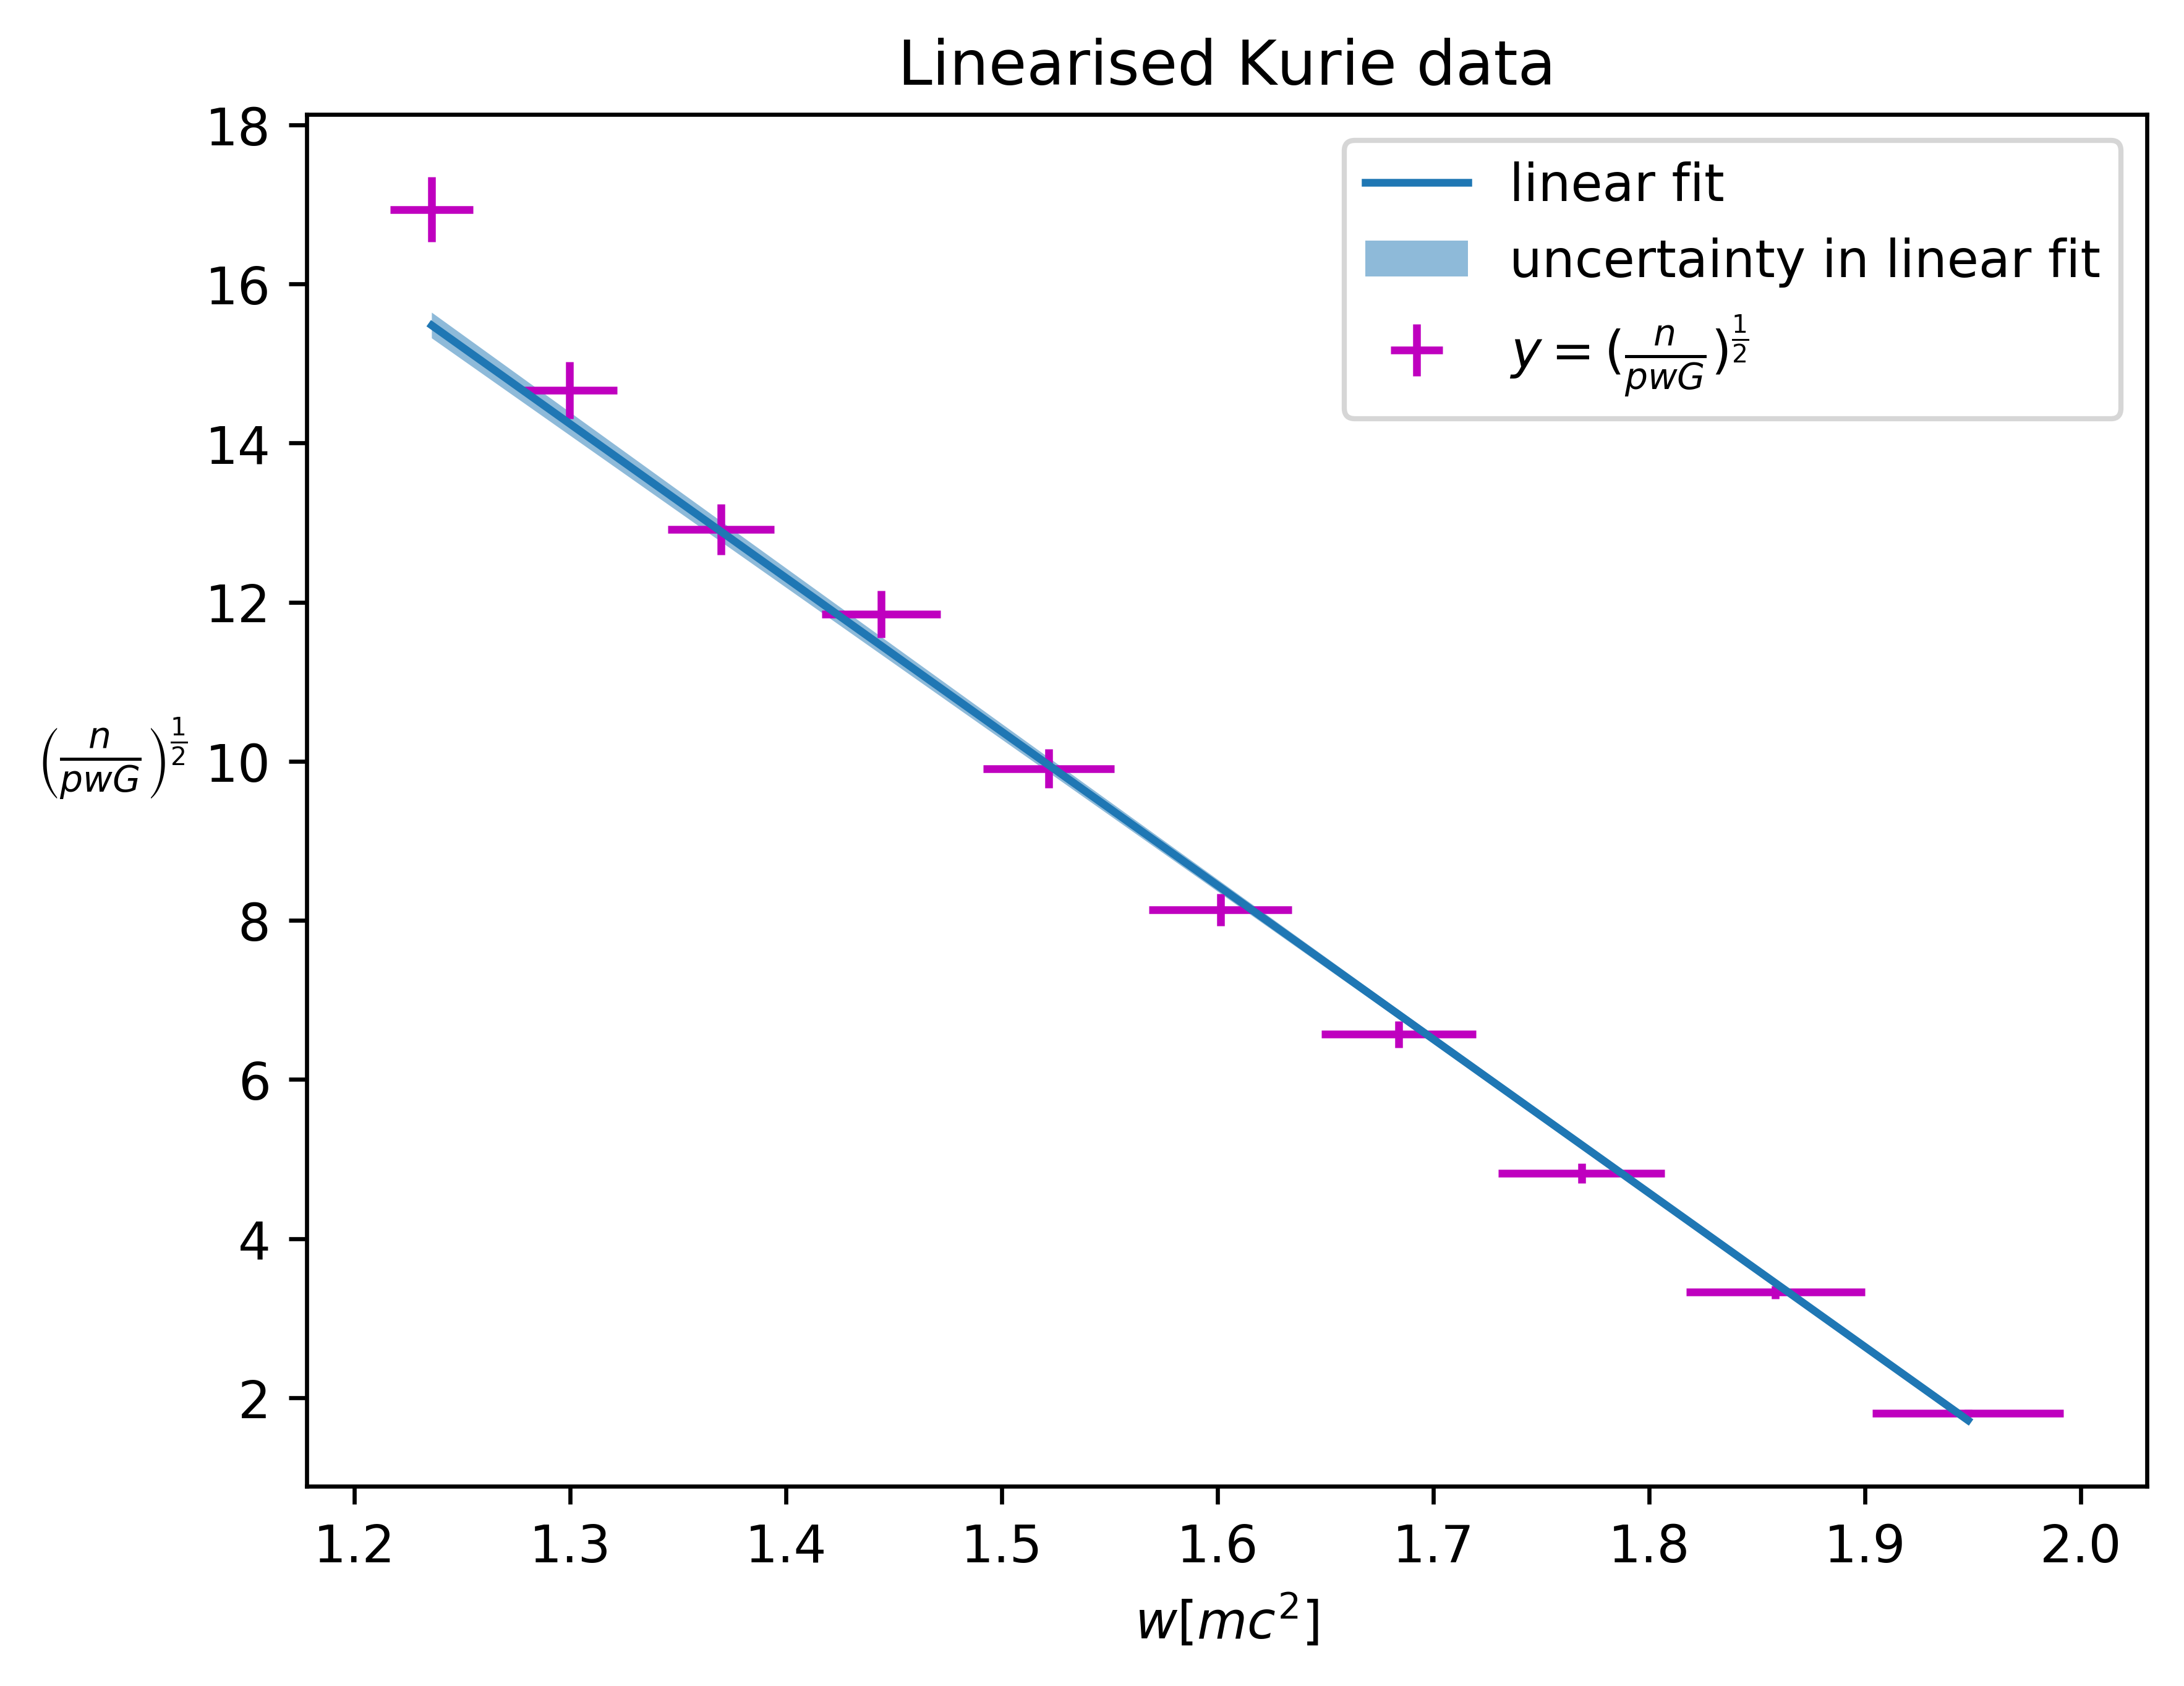 Linearised Kurie data
linear fit
uncertainty in linear fit
y = (n/pwG)^1/2
(n/pwG)^1/2
18
16
14
12
10
8
6
4
2
1.2 1.3 1.4 1.5 1.6 1.7 1.8 1.9 2.0
w[mc²]